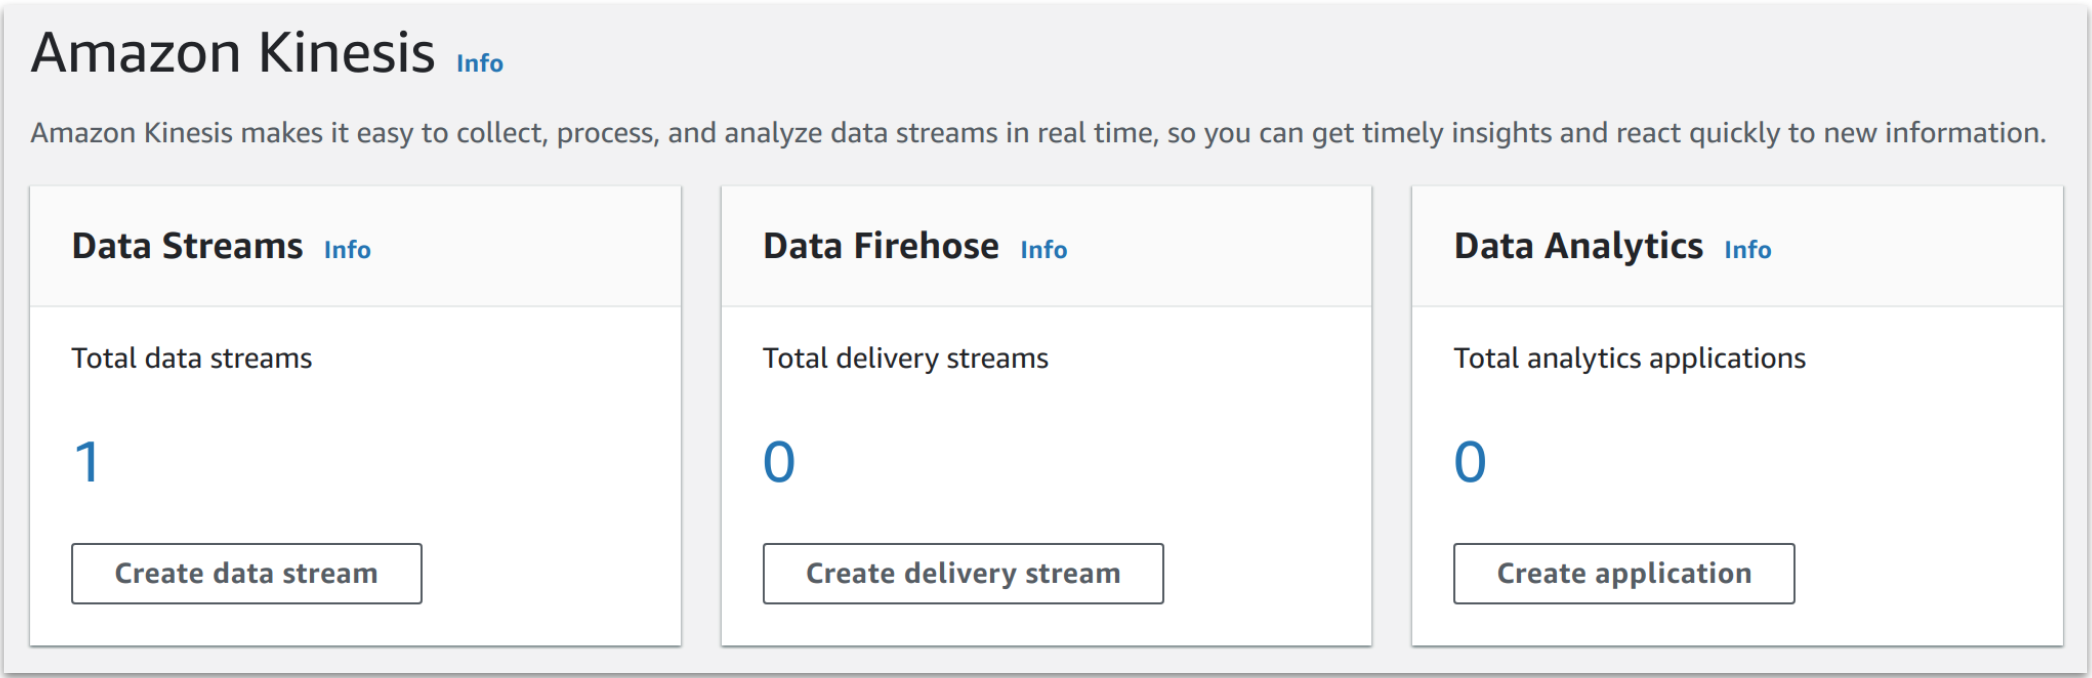 Amazon Kinesis Info
Amazon Kinesis makes it easy to collect, process, and analyze data streams in real time, so you can get timely insights and react quickly to new information.
Data Streams Info
Total data streams
1
Create data stream
Data Firehose Info
Total delivery streams
0
Create delivery stream
Data Analytics Info
Total analytics applications
0
Create application